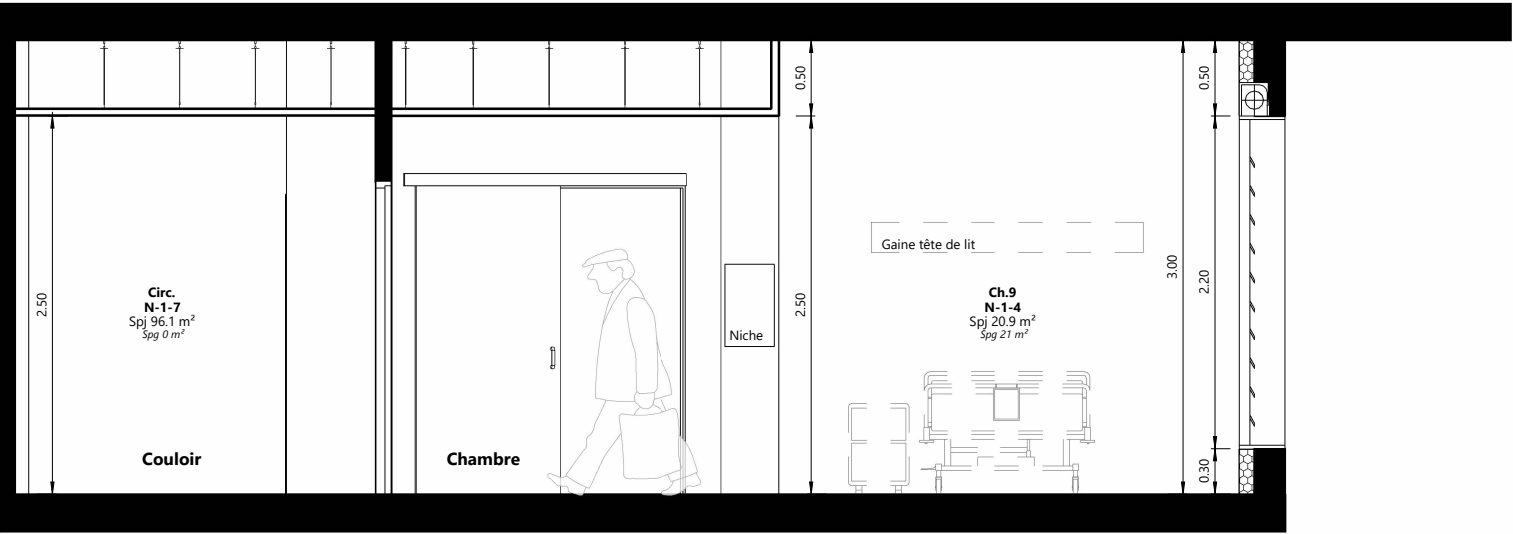 0.50
0.50
2.50
Circ.
N-1-7
Spj 96.1 m²
Spg 0 m²
Couloir
Chambre
Niche
2.50
Gaine tête de lit
Ch.9
N-1-4
Spj 20.9 m²
Spg 21 m²
3.00
2.20
0.30